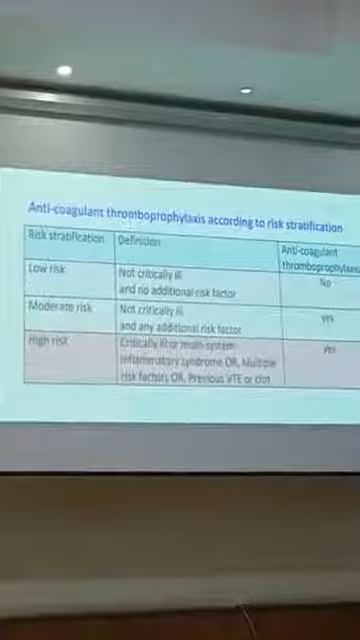 Anti-coagulant thromboprophylaxis according to risk stratification
Risk stratification
Definition
Anti-coagulant
thromboprophylaxis
Low risk
Not critically ill
and no additional risk factor
No
Moderate risk
Not critically ill
and any additional risk factor
yes
High risk
Critically ill or multi-system
inflammatory syndrome OR, Multiple
risk factors OR, Previous VTE or clot
Yes